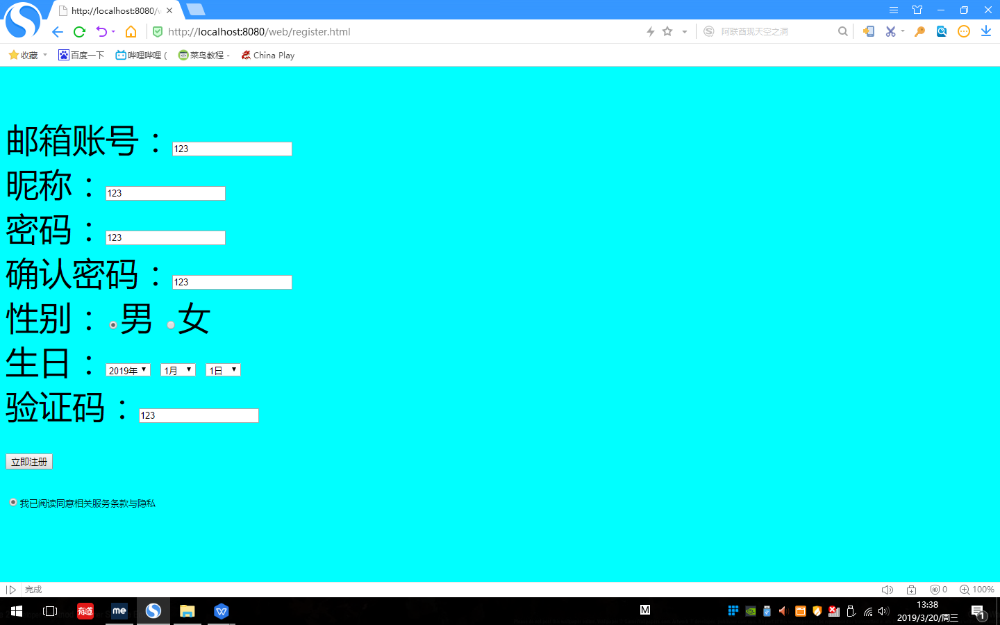 http://localhost:8080/w
http://localhost:8080/web/register.html
阿联酋现天空之洞
收藏
百度一下
哔哩哔哩 (
菜鸟教程 -
China Play
邮箱账号：123
昵称：123
密码：123
确认密码：123
性别：男 女
生日：2019年 1月 1日
验证码：123
立即注册
我已阅读同意相关服务条款与隐私
完成
0
100%
有道
me
M
13:38
2019/3/20/周三
1